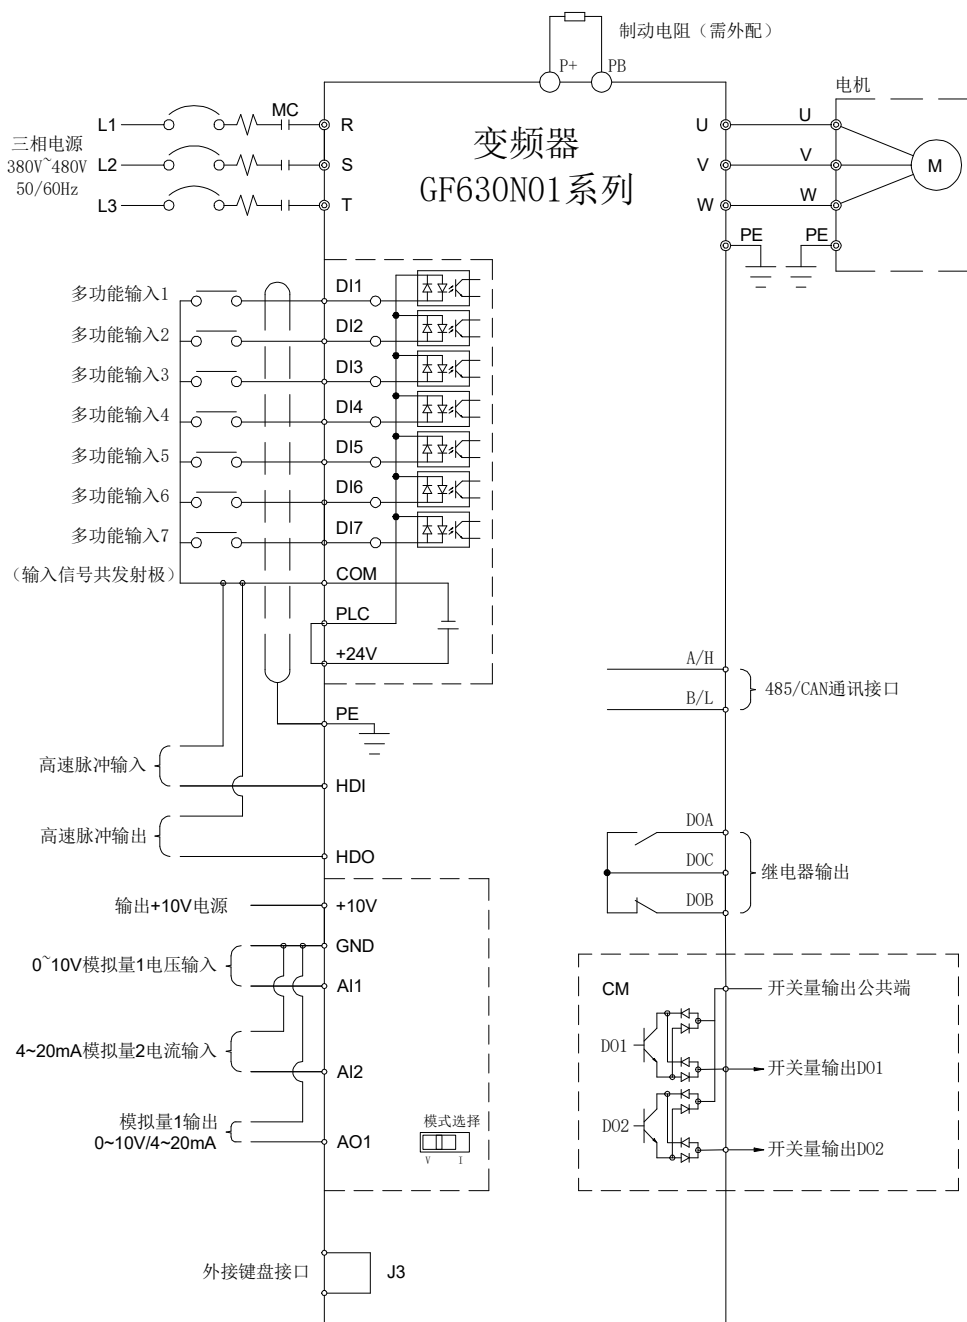 制动电阻（需外配）
P+
PB
电机
三相电源
380V~480V
50/60Hz
L1
L2
L3
MC
R
S
T
变频器
GF630N01系列
U
V
W
U
V
W
M
PE
PE
多功能输入1
DI1
多功能输入2
DI2
多功能输入3
DI3
多功能输入4
DI4
多功能输入5
DI5
多功能输入6
DI6
多功能输入7
DI7
（输入信号共发射极）
COM
PLC
+24V
PE
A/H
B/L
485/CAN通讯接口
高速脉冲输入
HDI
高速脉冲输出
HDO
DOA
DOC
DOB
继电器输出
输出+10V电源
+10V
GND
0~10V模拟量1电压输入
AI1
4~20mA模拟量2电流输入
AI2
模拟量1输出
0~10V/4~20mA
AO1
模式选择
V
I
CM
开关量输出公共端
DO1
开关量输出DO1
DO2
开关量输出DO2
外接键盘接口
J3